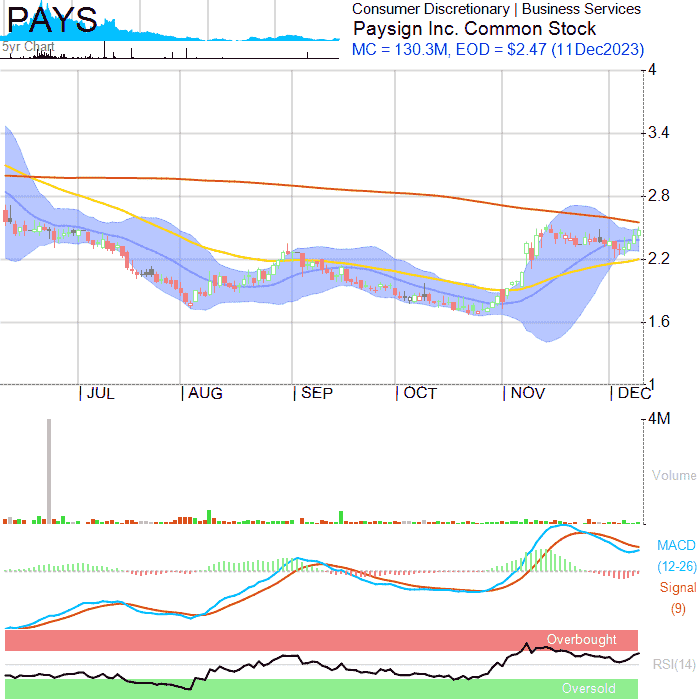 PAYS
Consumer Discretionary | Business Services
Paysign Inc. Common Stock
MC = 130.3M, EOD = $2.47 (11Dec2023)
5yr Chart
4
3.4
2.8
2.2
1.6
1
JUL AUG SEP OCT NOV DEC
4M
Volume
MACD
(12-26)
Signal
(9)
Overbought
RSI(14)
Oversold